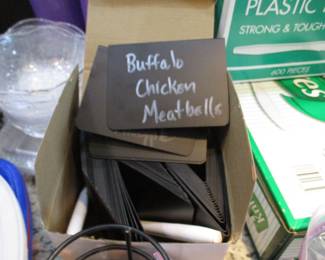 Buffalo
Chicken
Meatballs
PLASTIC
STRONG & TOUGH
600 PIECES